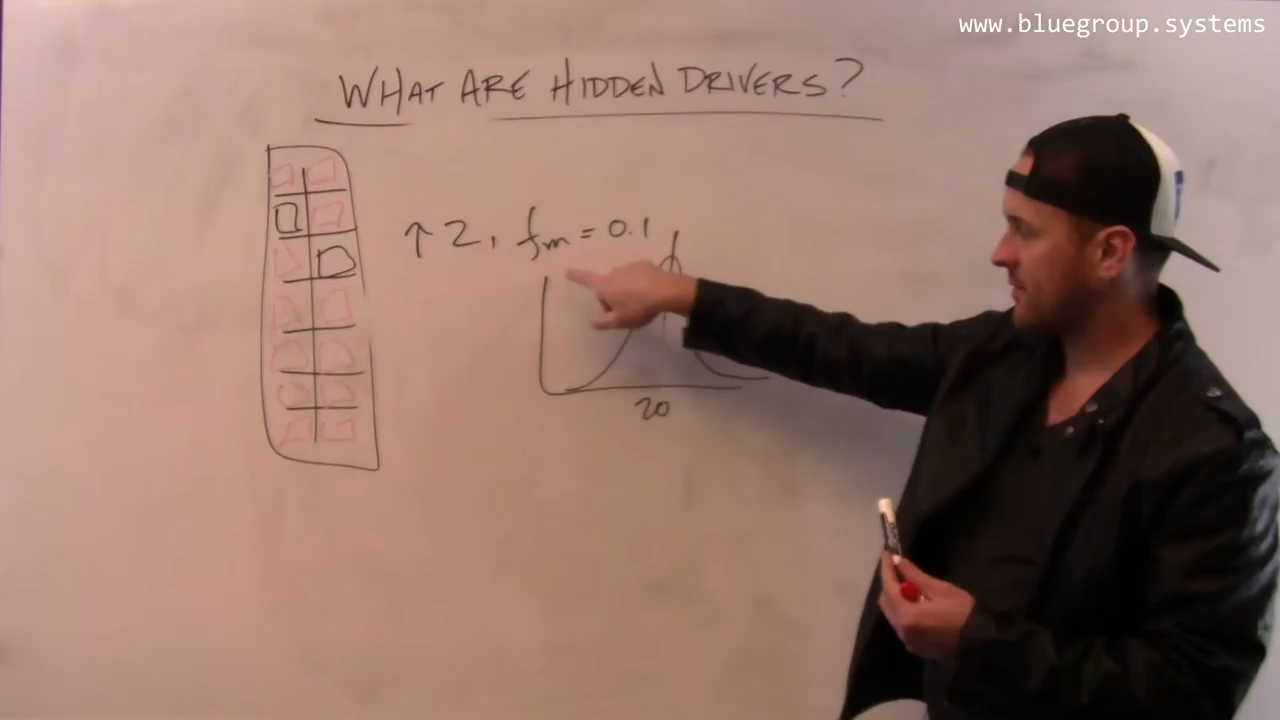 www.bluegroup.systems
WHAT ARE HIDDEN DRIVERS?
↑ 2, fm = 0.1
20